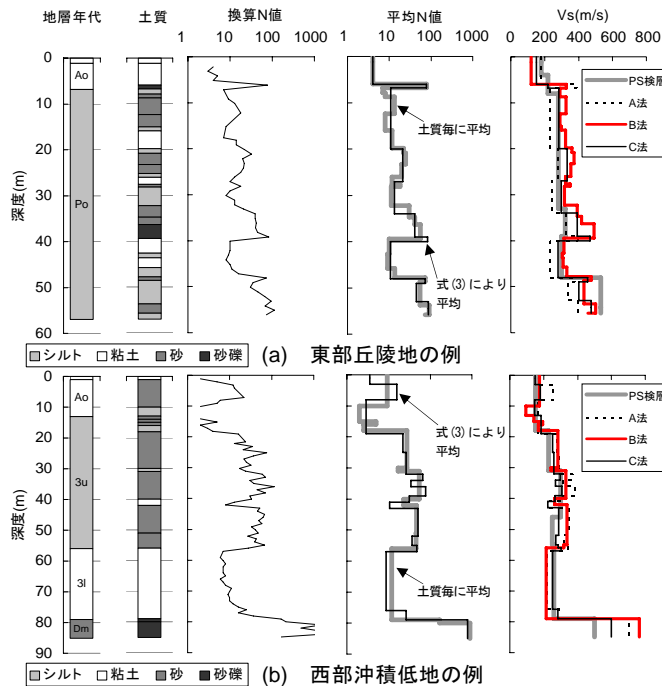 地層年代
土質
換算N値
平均N値
Vs(m/s)
1 10 100 1000
1 10 100 1000
0 200 400 600 800
深度(m)
0
10
20
30
40
50
60
Ao
Po
土質毎に平均
式(3)により
平均
PS検層
A法
B法
C法
シルト 粘土 砂 砂礫
(a) 東部丘陵地の例
深度(m)
0
10
20
30
40
50
60
70
80
90
Ao
3u
3l
Dm
式(3)により
平均
土質毎に平均
PS検層
A法
B法
C法
シルト 粘土 砂 砂礫
(b) 西部沖積低地の例